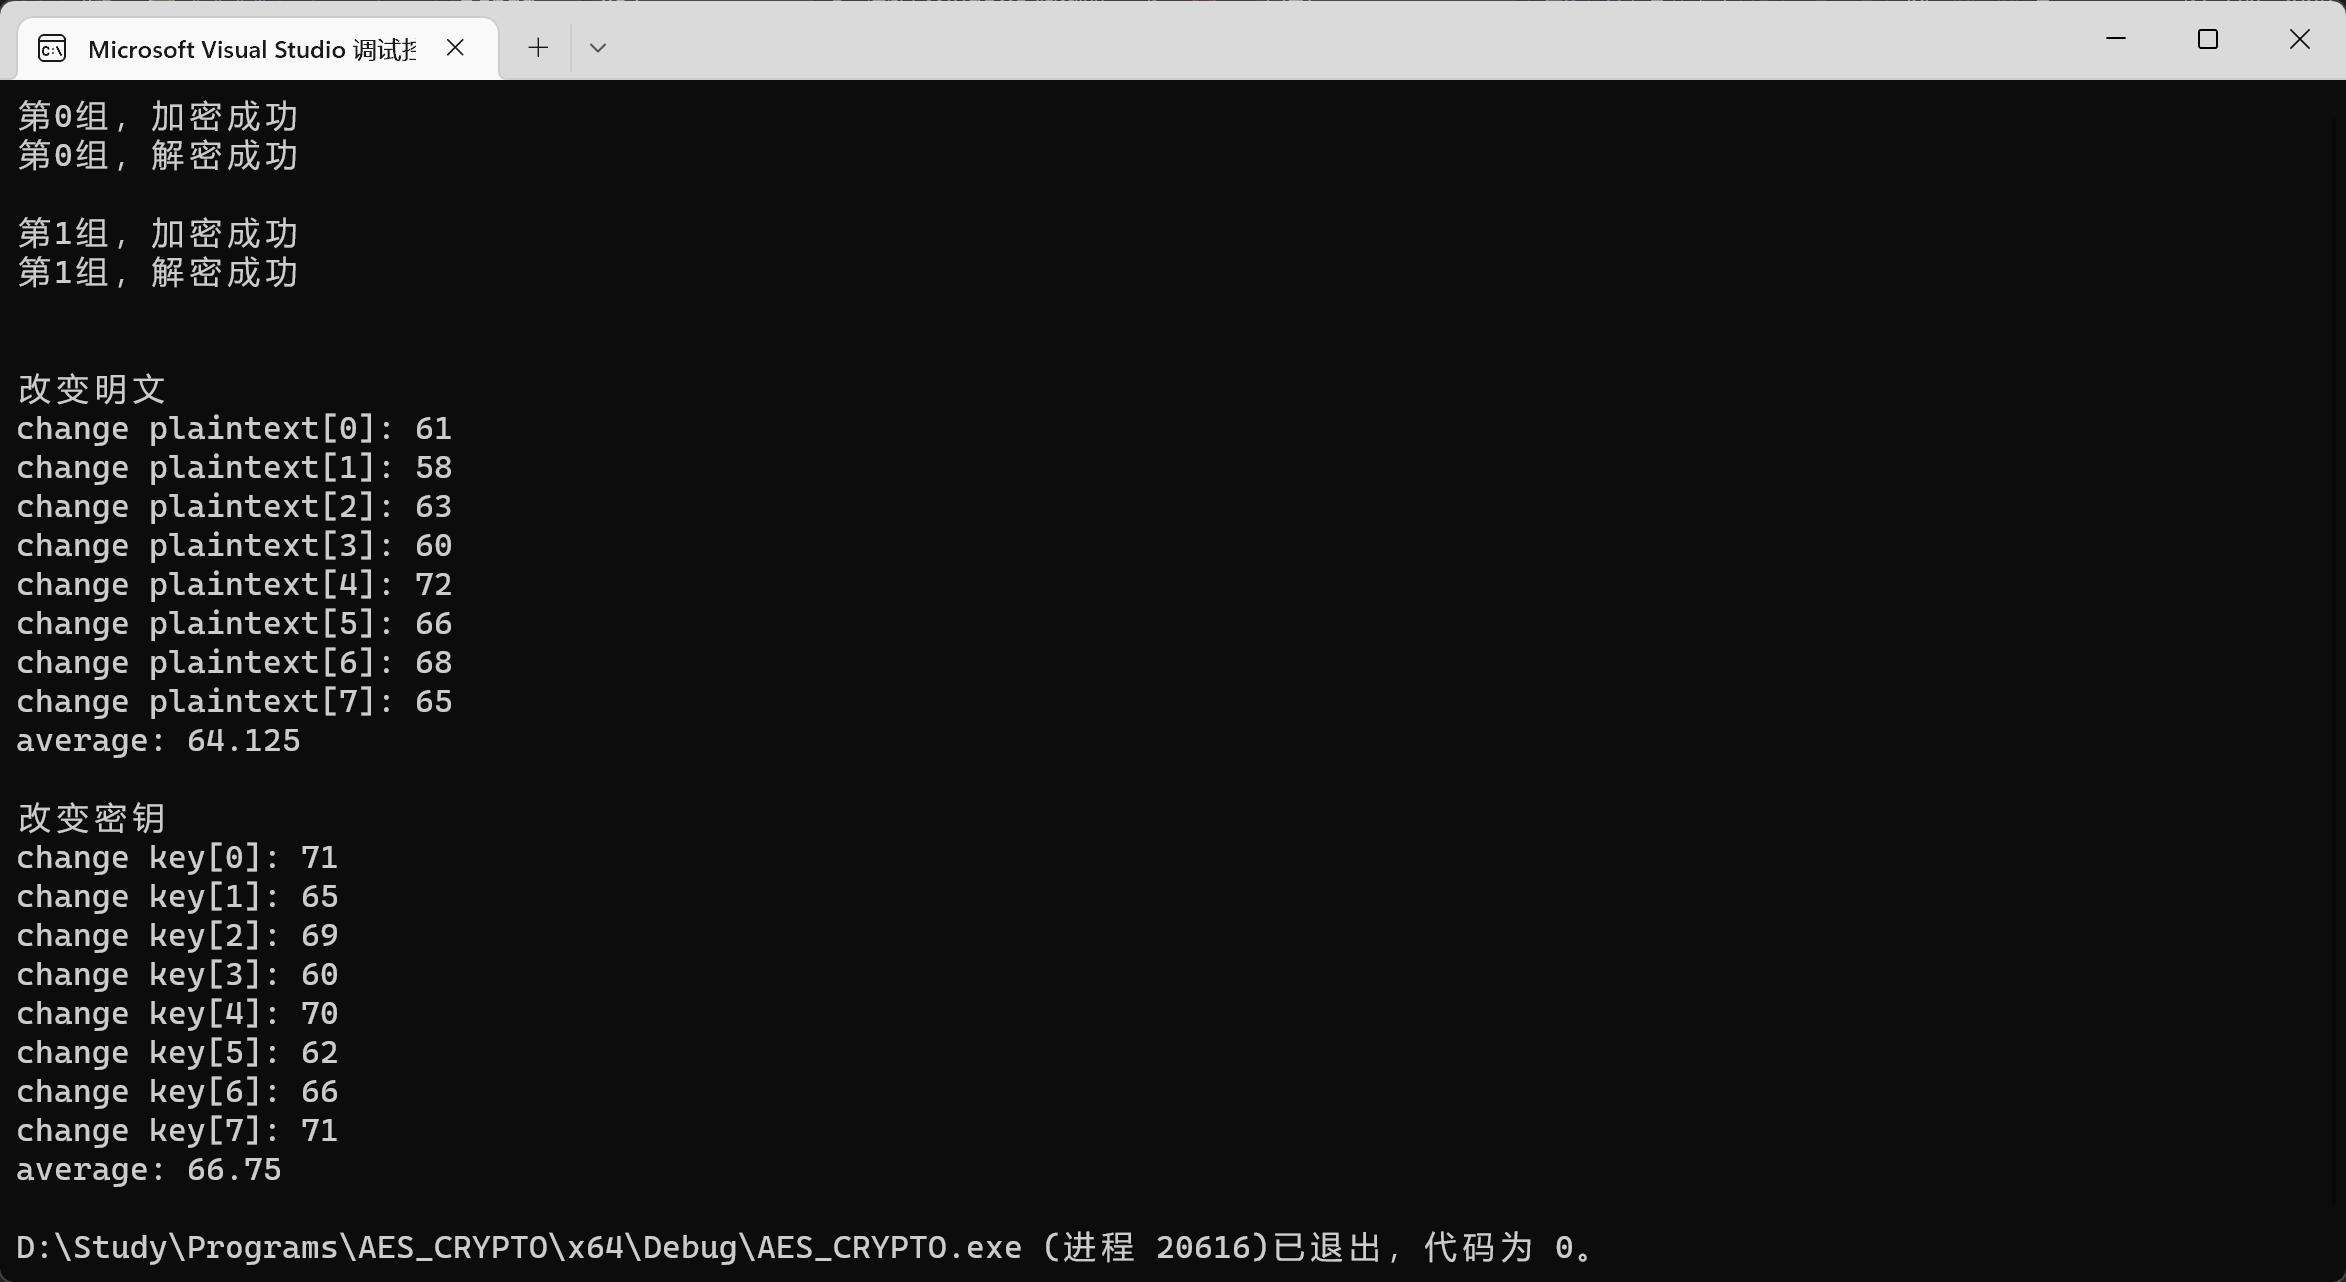 Microsoft Visual Studio 调试
第0组, 加密成功
第0组, 解密成功
第1组, 加密成功
第1组, 解密成功
改变明文
change plaintext[0]: 61
change plaintext[1]: 58
change plaintext[2]: 63
change plaintext[3]: 60
change plaintext[4]: 72
change plaintext[5]: 66
change plaintext[6]: 68
change plaintext[7]: 65
average: 64.125
改变密钥
change key[0]: 71
change key[1]: 65
change key[2]: 69
change key[3]: 60
change key[4]: 70
change key[5]: 62
change key[6]: 66
change key[7]: 71
average: 66.75
D:\Study\Programs\AES_CRYPTO\x64\Debug\AES_CRYPTO.exe (进程 20616)已退出, 代码为 0。